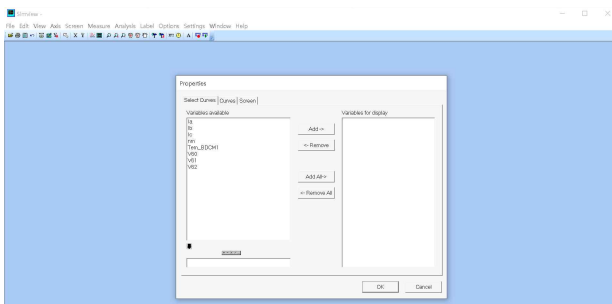 Simview -
File Edit View Axis Screen Measure Analysis Label Options Settings Window Help
Properties
Select Curves Curves Screen
Variables available
Variables for display
Ia
Ib
Ic
nm
Tem_BDCM1
V60
V61
V62
Add ->
<- Remove
Add All->
<- Remove All
OK
Cancel